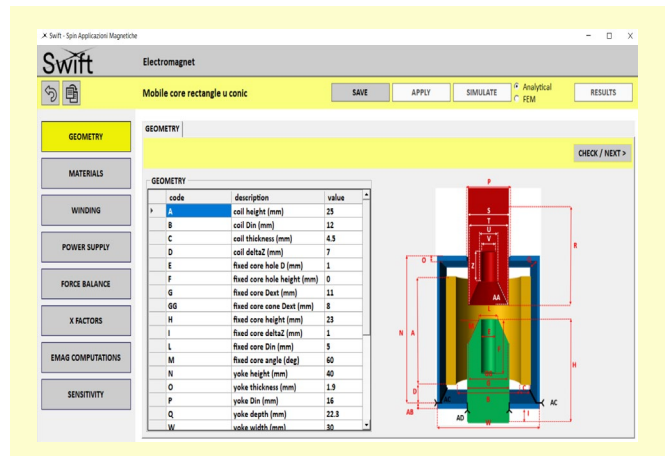 Swift - Spin Applicazioni Magnetiche
Swift
Electromagnet
Mobile core rectangle u conic
SAVE
APPLY
SIMULATE
Analytical
FEM
RESULTS
GEOMETRY
MATERIALS
WINDING
POWER SUPPLY
FORCE BALANCE
X FACTORS
EMAG COMPUTATIONS
SENSITIVITY
GEOMETRY
CHECK / NEXT >
GEOMETRY
code description value
A coil height (mm) 25
B coil Din (mm) 12
C coil thickness (mm) 4.5
D coil deltaZ (mm) 7
E fixed core hole D (mm) 1
F fixed core hole height (mm) 0
G fixed core Dext (mm) 11
GG fixed core cone Dext (mm) 8
H fixed core height (mm) 23
I fixed core deltaZ (mm) 1
L fixed core Din (mm) 5
M fixed core angle (deg) 60
N yoke height (mm) 40
O yoke thickness (mm) 1.9
P yoke Din (mm) 16
Q yoke depth (mm) 22.3
W yoke width (mm) 30
P
S
T
U
V
R
O
Z
AA
L
N
A
H
D
AC
AC
AB
AD
I
W